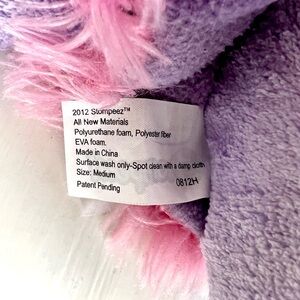 2012 Stompeez™
All New Materials
Polyurethane foam, Polyester fiber
EVA foam.
Made in China
Surface wash only-Spot clean with a damp cloth
Size: Medium
Patent Pending
0812H